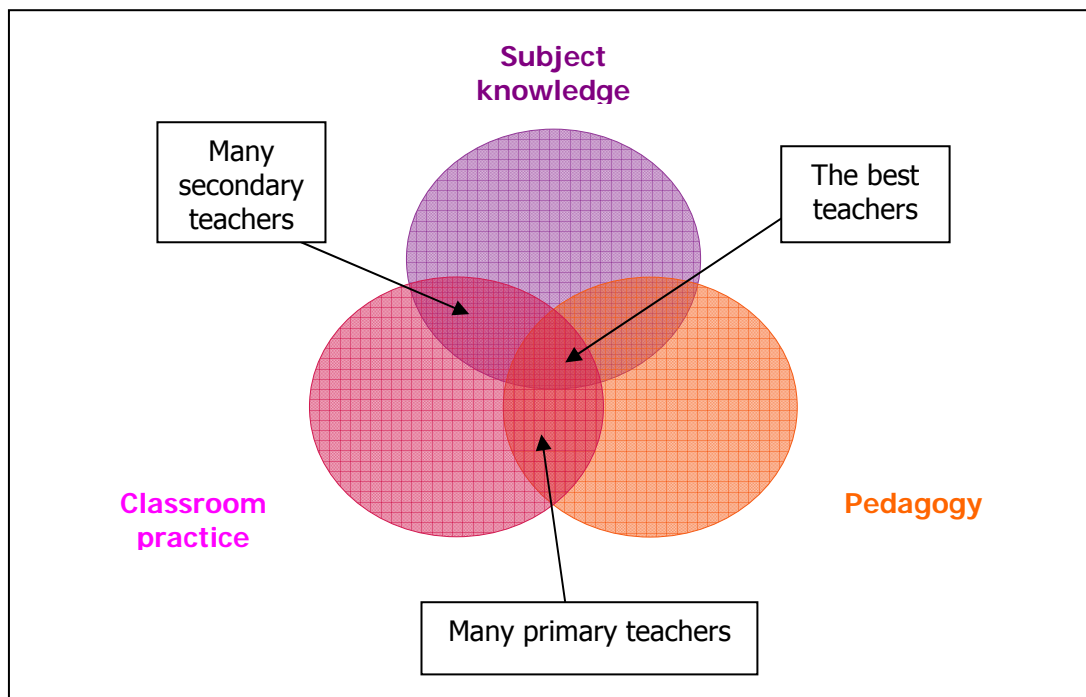 Subject
knowledge
Many
secondary
teachers
The best
teachers
Classroom
practice
Pedagogy
Many primary teachers